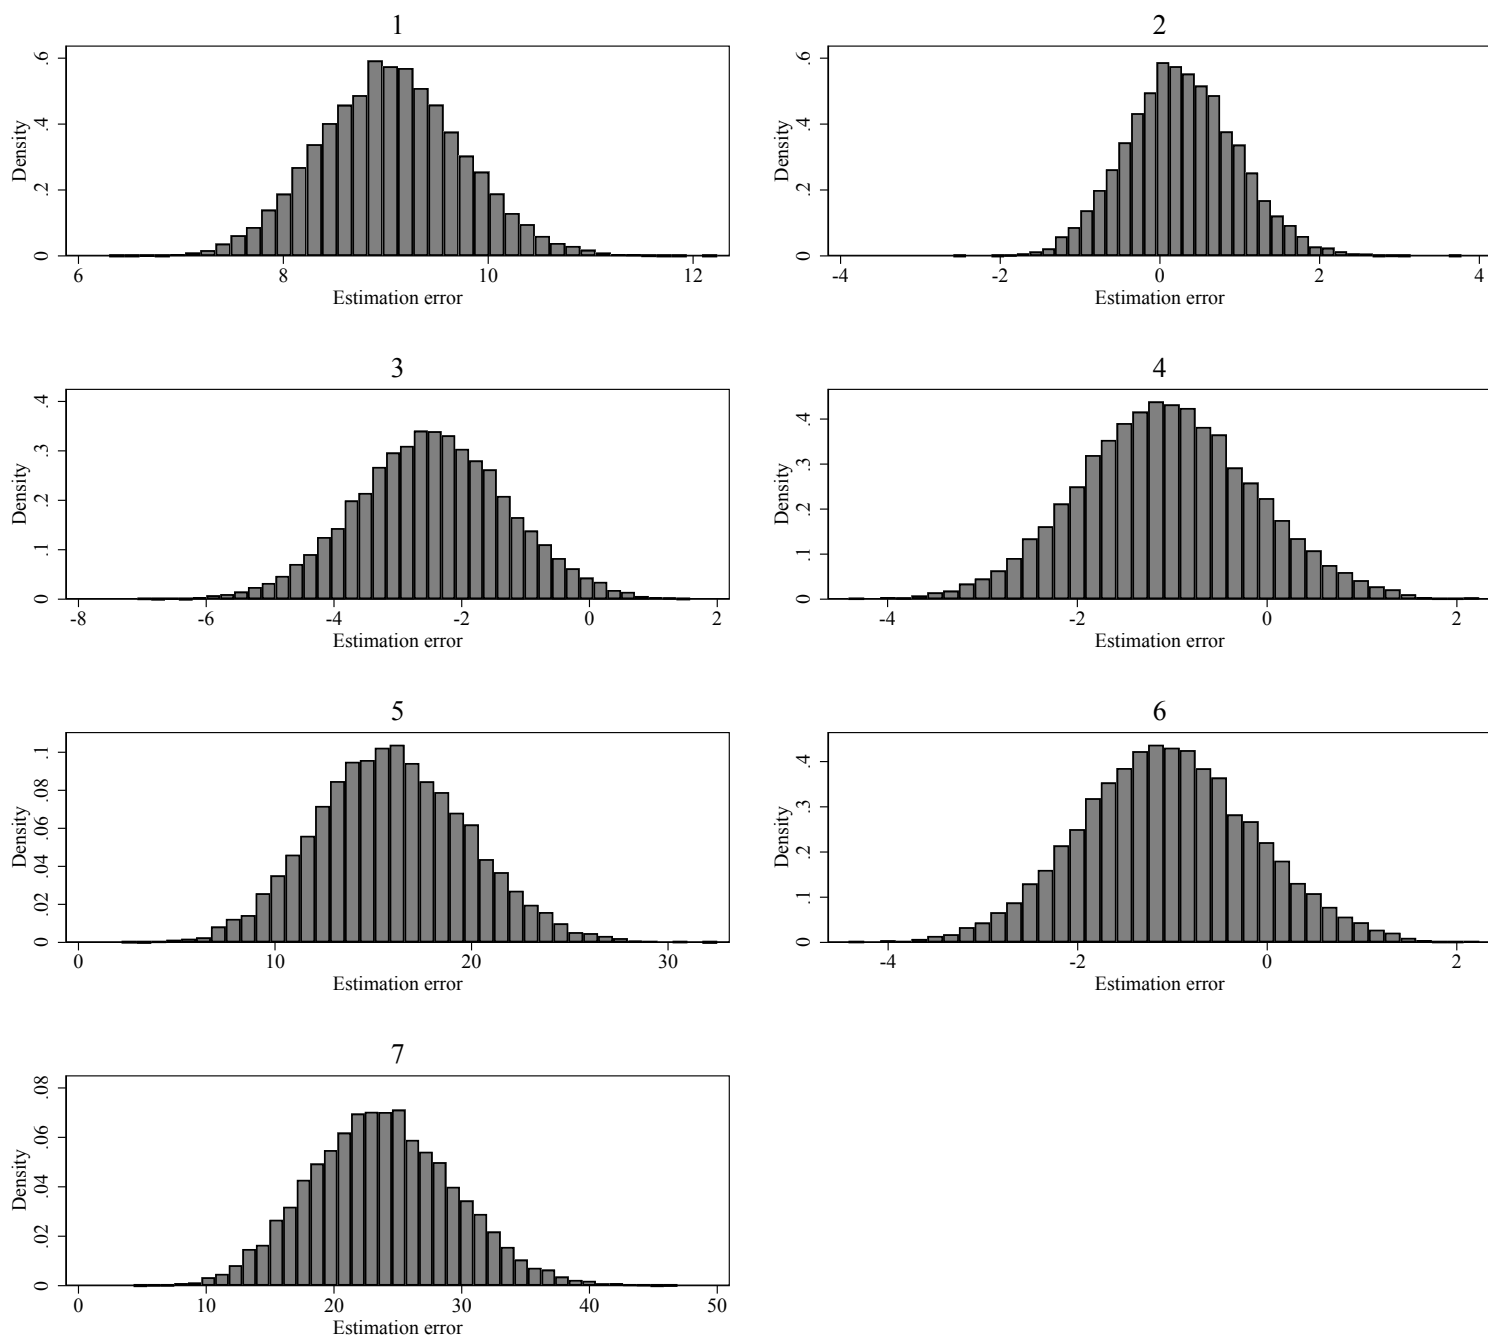 1
.6
.4
.2
0
Density
6 8 10 12
Estimation error
2
.6
.4
.2
0
Density
-4 -2 0 2 4
Estimation error
3
.4
.3
.2
.1
0
Density
-8 -6 -4 -2 0 2
Estimation error
4
.4
.3
.2
.1
0
Density
-4 -2 0 2
Estimation error
5
.1
.08
.06
.04
.02
0
Density
0 10 20 30
Estimation error
6
.4
.3
.2
.1
0
Density
-4 -2 0 2
Estimation error
7
.08
.06
.04
.02
0
Density
0 10 20 30 40 50
Estimation error